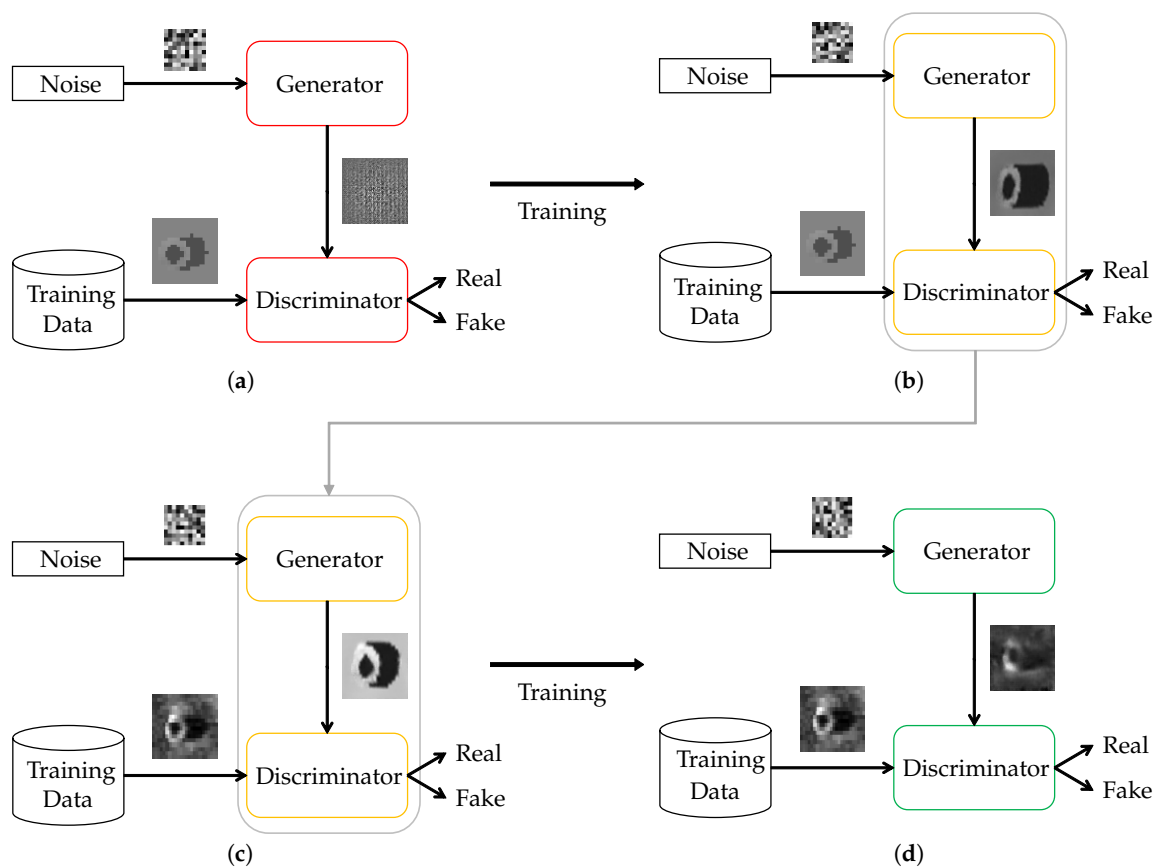 Noise
Generator
Training
Data
Discriminator
Real
Fake
(a)
Training
Noise
Generator
Training
Data
Discriminator
Real
Fake
(b)
Noise
Generator
Training
Data
Discriminator
Real
Fake
(c)
Training
Noise
Generator
Training
Data
Discriminator
Real
Fake
(d)